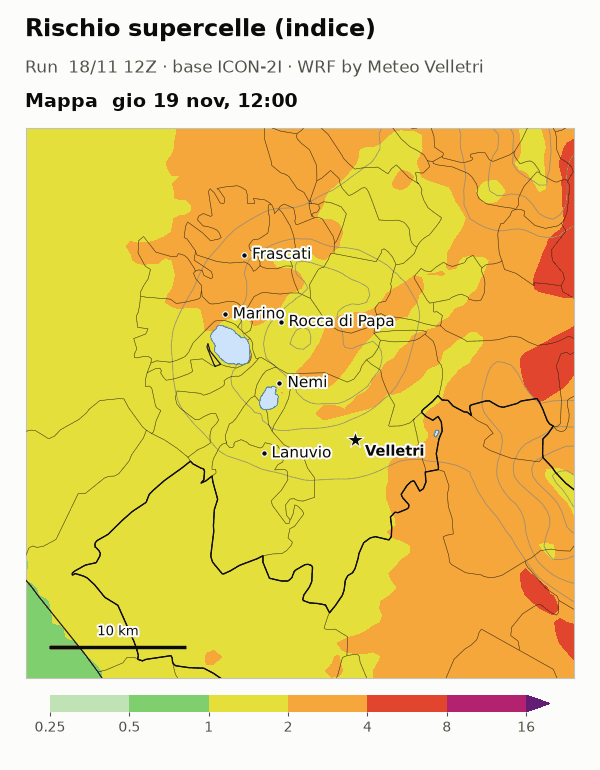 Rischio supercelle (indice)
Run  18/11 12Z · base ICON-2I · WRF by Meteo Velletri
Mappa  gio 19 nov, 12:00
Frascati
Marino
Rocca di Papa
Nemi
Velletri
Lanuvio
10 km
0.25 0.5 1 2 4 8 16